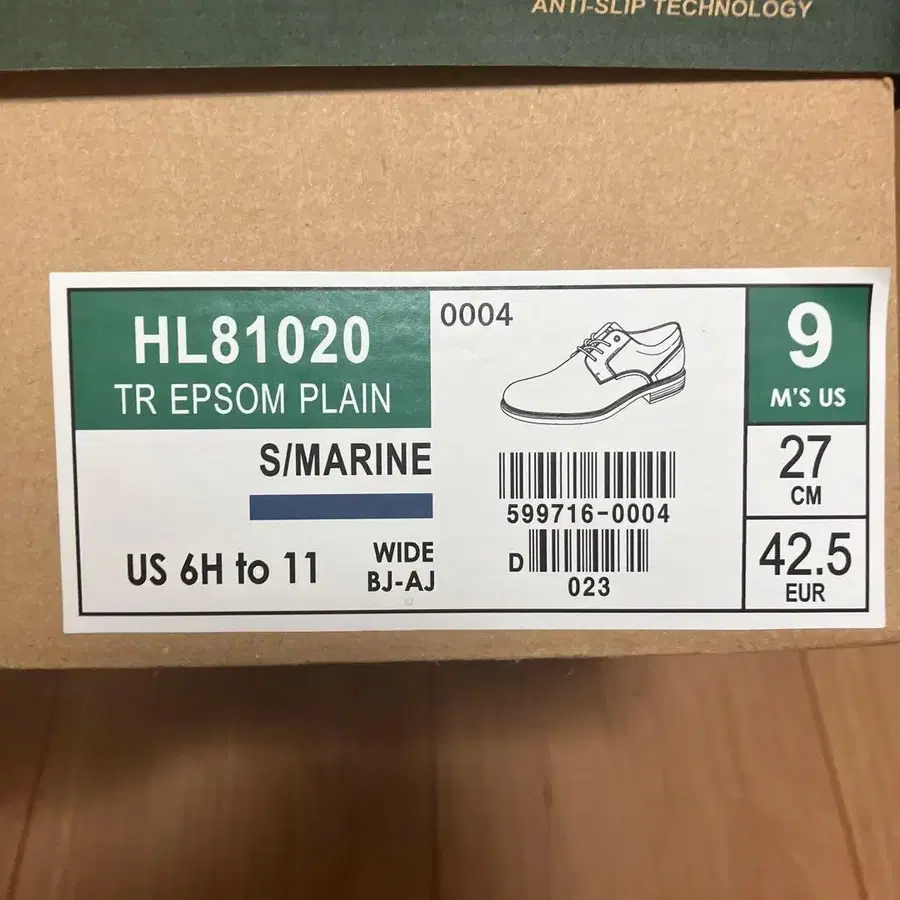 ANTI-SLIP TECHNOLOGY
HL81020
TR EPSOM PLAIN
S/MARINE
US 6H to 11
WIDE
BJ-AJ
0004
599716-0004
D
023
9
M'S US
27
CM
42.5
EUR